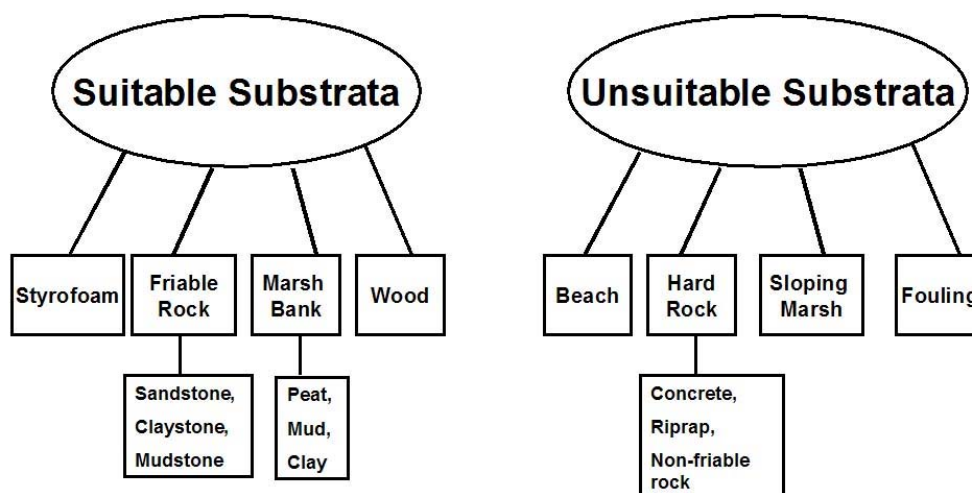 Suitable Substrata
Unsuitable Substrata
Styrofoam
Friable
Rock
Marsh
Bank
Wood
Beach
Hard
Rock
Sloping
Marsh
Fouling
Sandstone,
Claystone,
Mudstone
Peat,
Mud,
Clay
Concrete,
Riprap,
Non-friable
rock